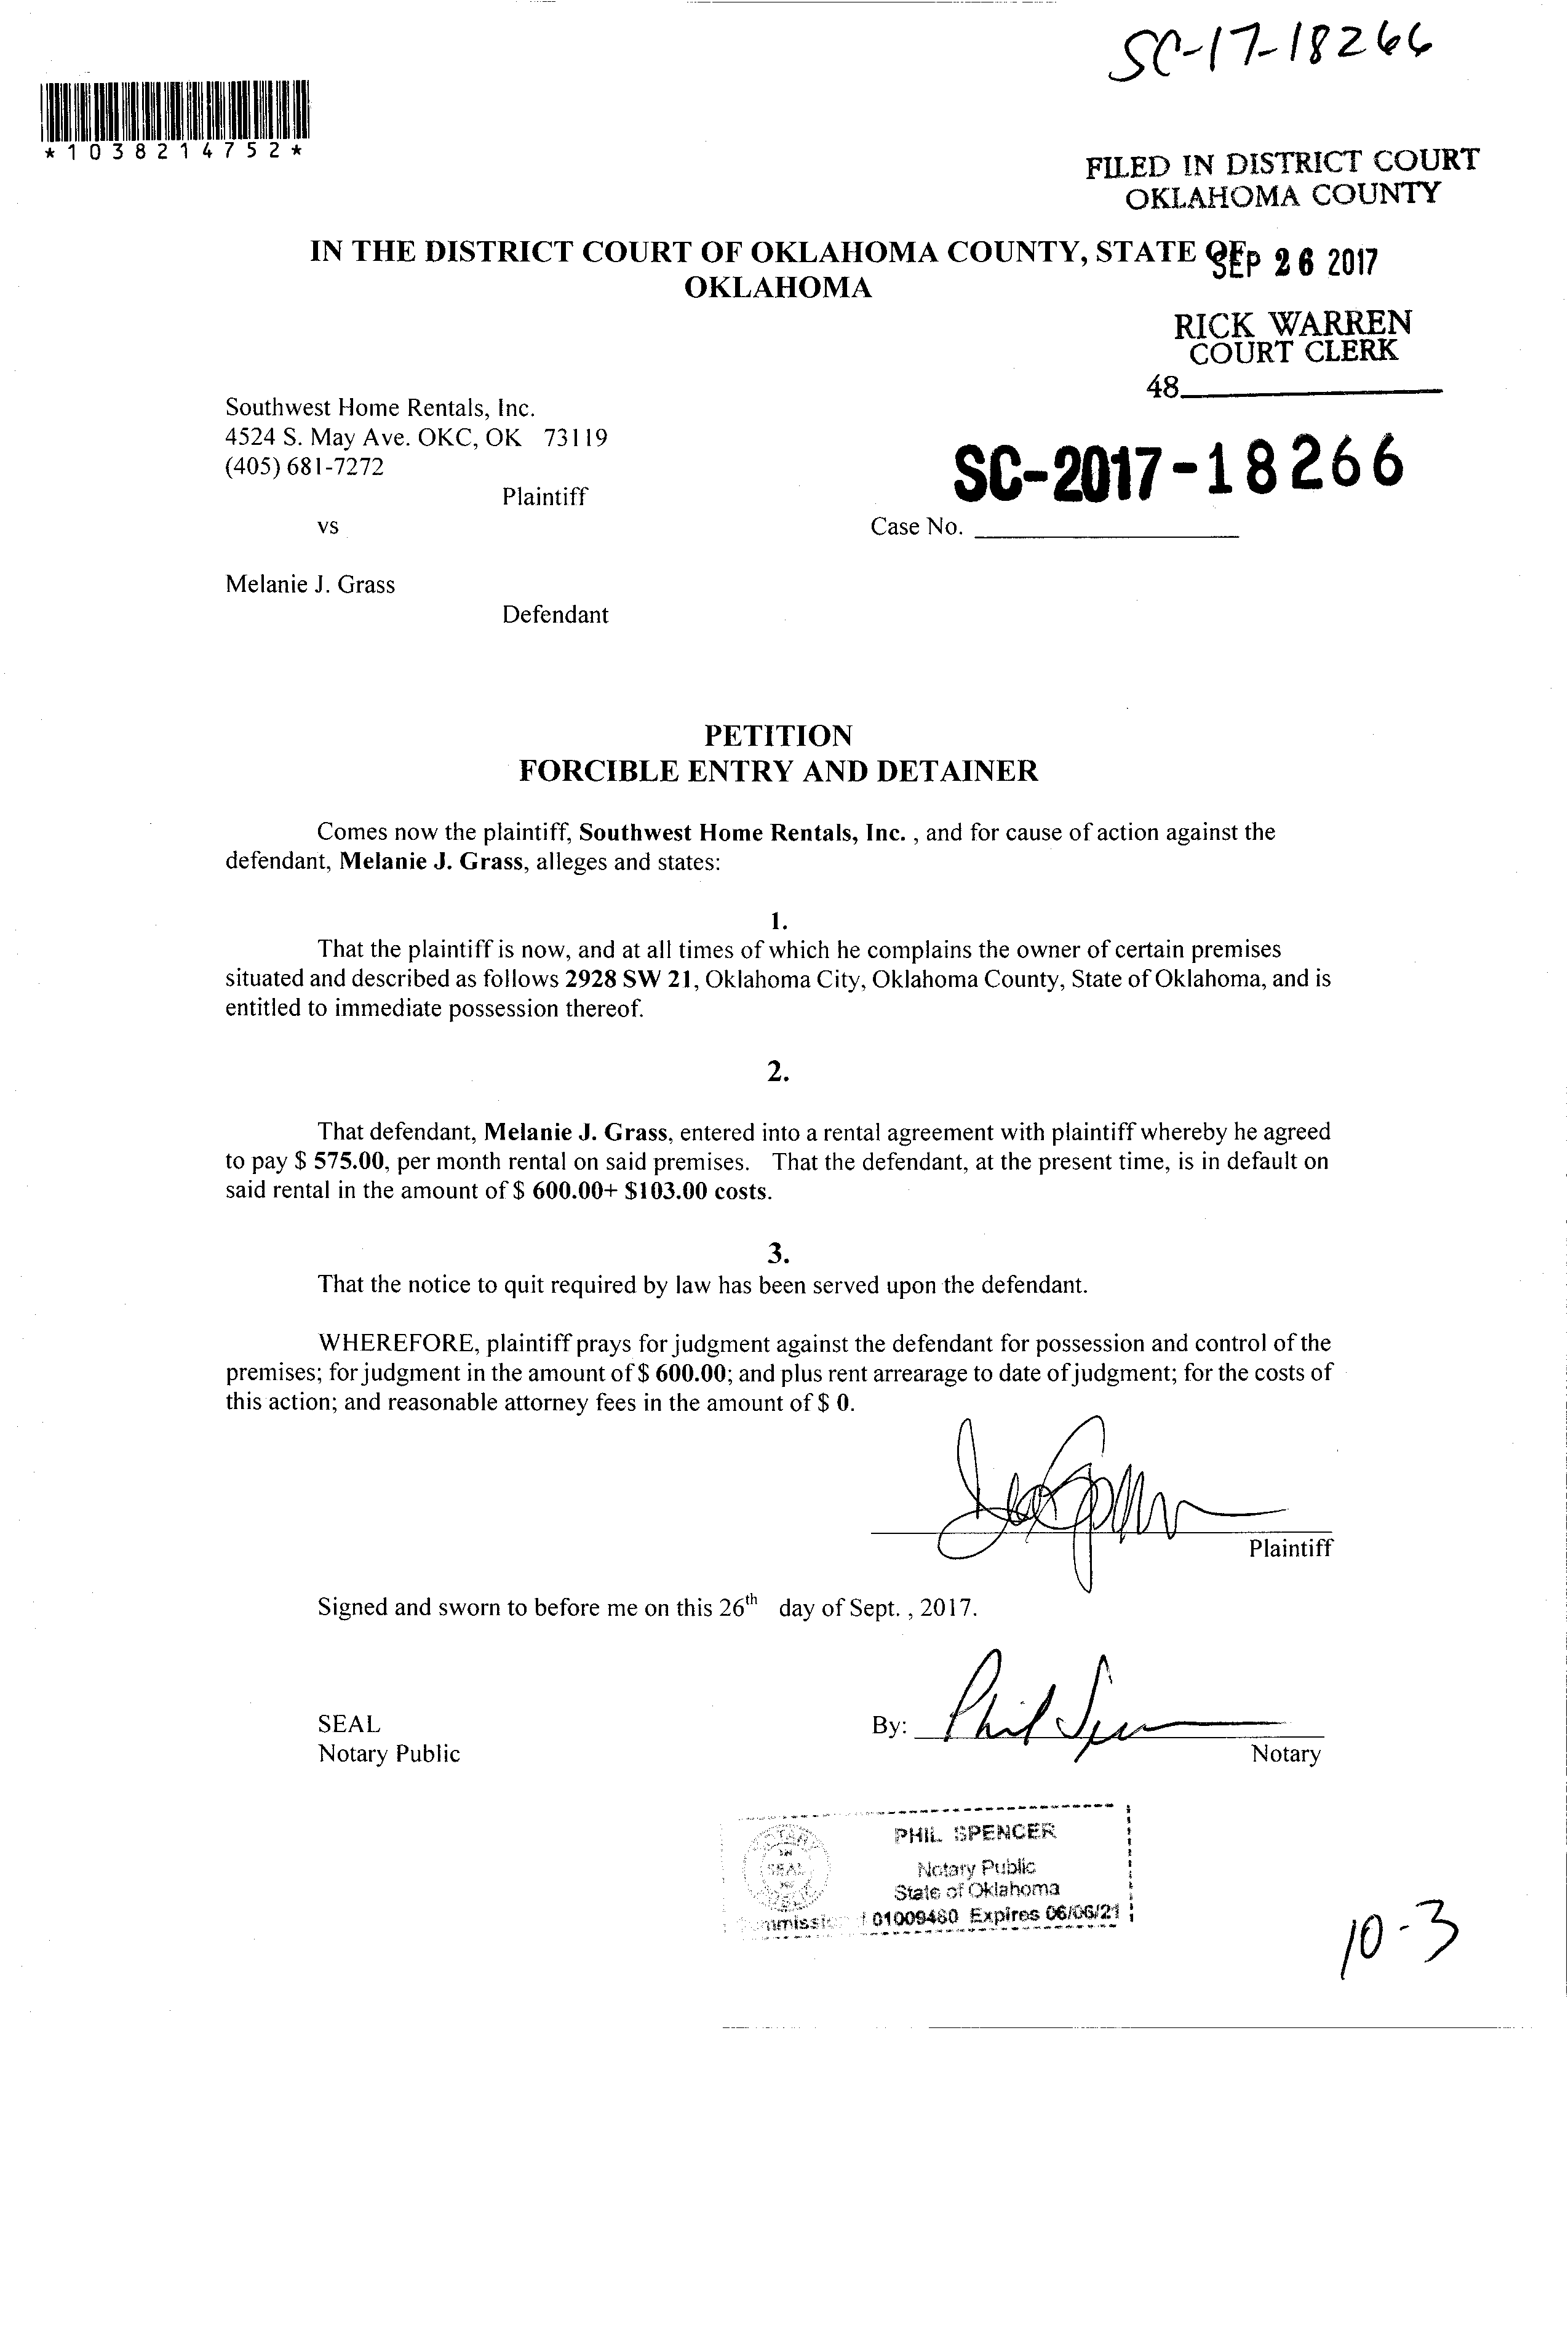 SC-17-18266
*1038214752*
FILED IN DISTRICT COURT
OKLAHOMA COUNTY
IN THE DISTRICT COURT OF OKLAHOMA COUNTY, STATE OF
SEP 26 2017
OKLAHOMA
RICK WARREN
COURT CLERK
48
Southwest Home Rentals, Inc.
4524 S. May Ave. OKC, OK 73119
(405) 681-7272
Plaintiff
SC-2017-18266
vs
Case No.
Melanie J. Grass
Defendant
PETITION
FORCIBLE ENTRY AND DETAINER
Comes now the plaintiff, Southwest Home Rentals, Inc. , and for cause of action against the
defendant, Melanie J. Grass, alleges and states:
1.
That the plaintiff is now, and at all times of which he complains the owner of certain premises
situated and described as follows 2928 SW 21, Oklahoma City, Oklahoma County, State of Oklahoma, and is
entitled to immediate possession thereof.
2.
That defendant, Melanie J. Grass, entered into a rental agreement with plaintiff whereby he agreed
to pay $ 575.00, per month rental on said premises. That the defendant, at the present time, is in default on
said rental in the amount of $ 600.00+ $103.00 costs.
3.
That the notice to quit required by law has been served upon the defendant.
WHEREFORE, plaintiff prays for judgment against the defendant for possession and control of the
premises; for judgment in the amount of $ 600.00; and plus rent arrearage to date of judgment; for the costs of
this action; and reasonable attorney fees in the amount of $ 0.
Plaintiff
Signed and sworn to before me on this 26th day of Sept. , 2017.
SEAL
By: Phil Spencer
Notary Public
Notary
PHIL SPENCER
Notary Public
State of Oklahoma
Commission # 01009480 Expires 06/06/21
10-3